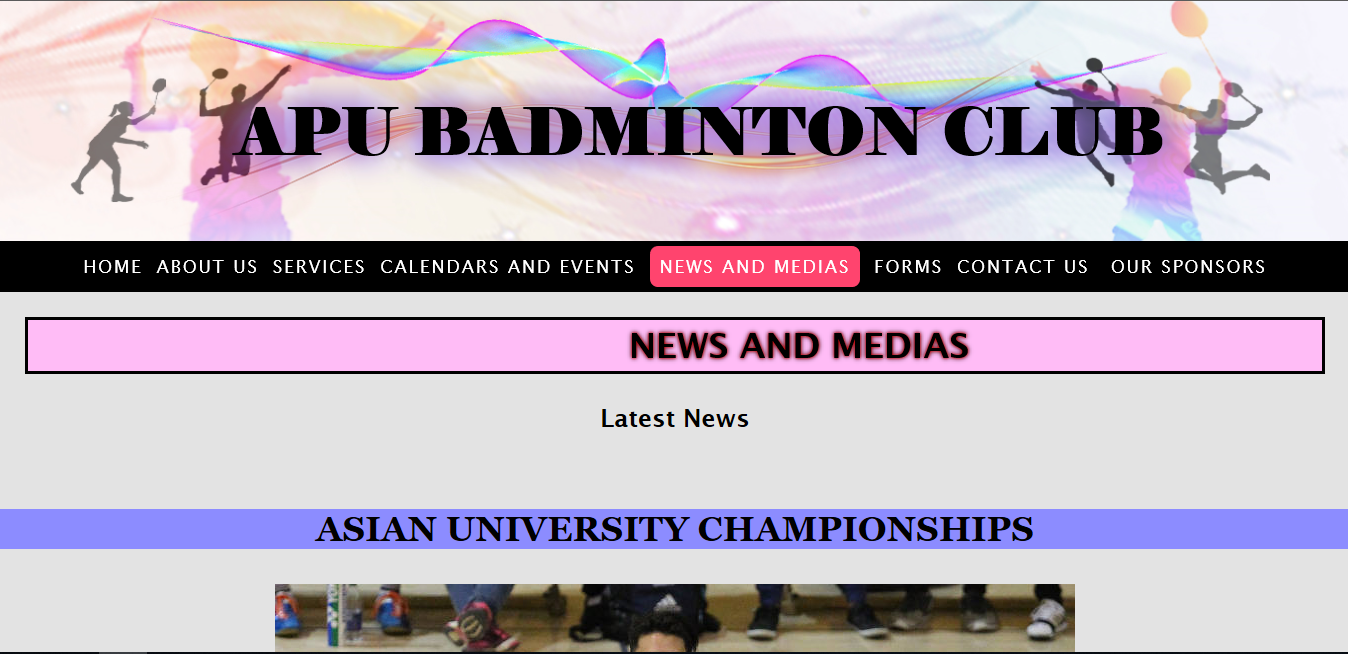 APU BADMINTON CLUB
HOME ABOUT US SERVICES CALENDARS AND EVENTS NEWS AND MEDIAS FORMS CONTACT US OUR SPONSORS
NEWS AND MEDIAS
Latest News
ASIAN UNIVERSITY CHAMPIONSHIPS